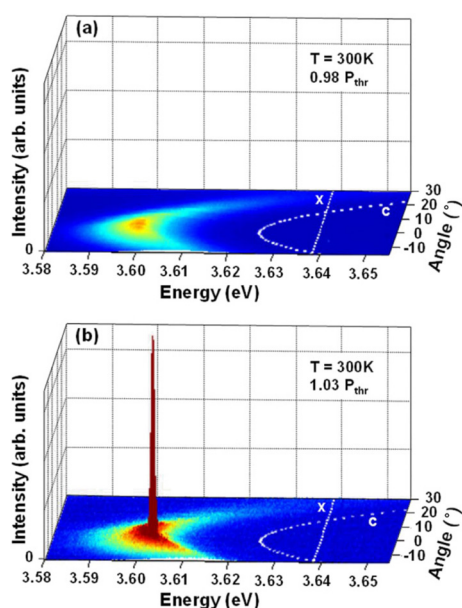 (a)
T = 300K
0.98 Pthr
Intensity (arb. units)
0
X
C
30
20
10
0
-10
Angle (°)
3.58 3.59 3.60 3.61 3.62 3.63 3.64 3.65
Energy (eV)
(b)
T = 300K
1.03 Pthr
Intensity (arb. units)
0
X
C
30
20
10
0
-10
Angle (°)
3.58 3.59 3.60 3.61 3.62 3.63 3.64 3.65
Energy (eV)